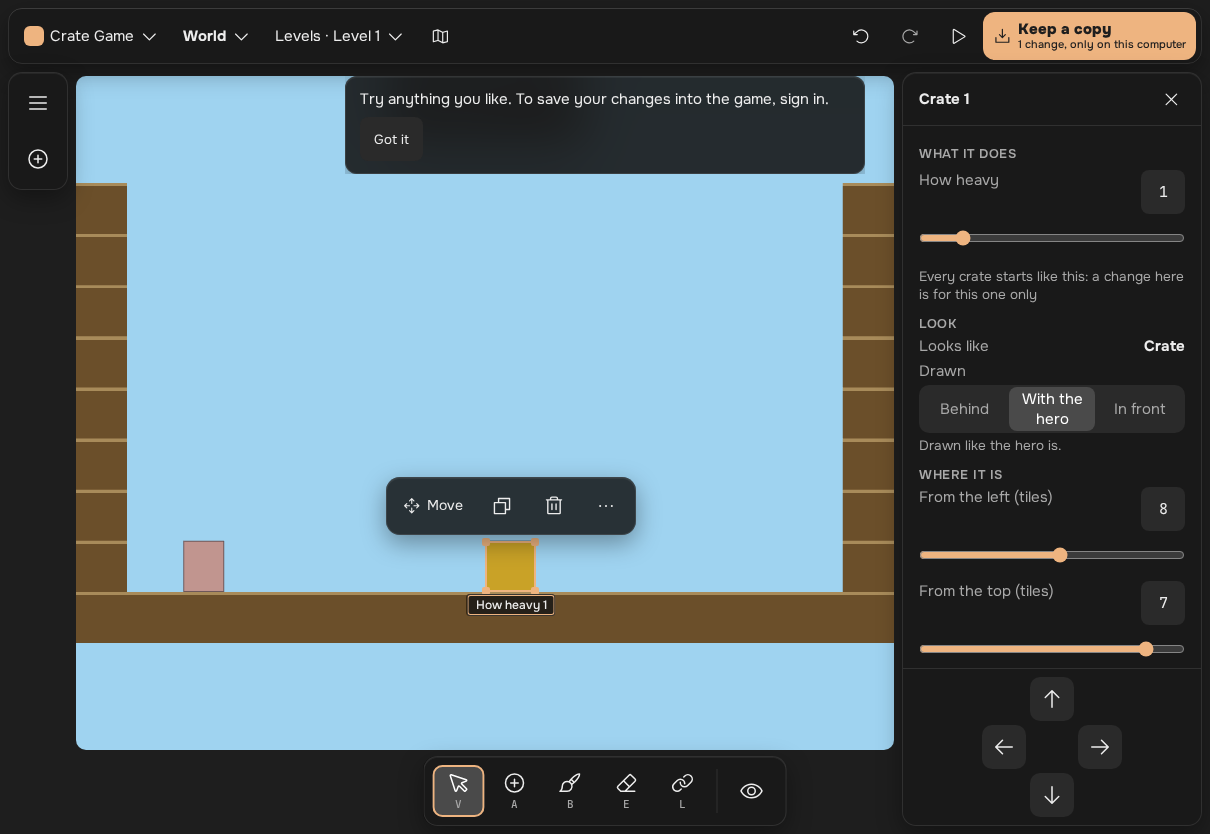 Crate Game
World
Levels · Level 1
Keep a copy
1 change, only on this computer
Try anything you like. To save your changes into the game, sign in.
Got it
Move
How heavy 1
V
A
B
E
L
Crate 1
WHAT IT DOES
How heavy
1
Every crate starts like this: a change here
is for this one only
LOOK
Looks like
Crate
Drawn
Behind
With the
hero
In front
Drawn like the hero is.
WHERE IT IS
From the left (tiles)
8
From the top (tiles)
7